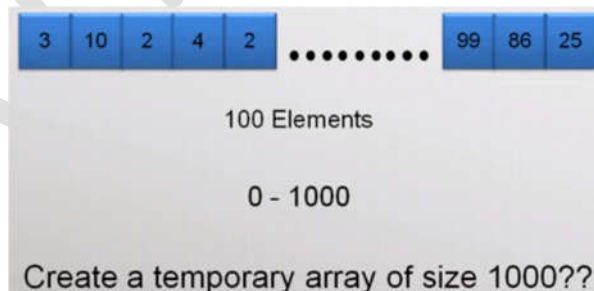 3 10 2 4 2 ......... 99 86 25
100 Elements
0 - 1000
Create a temporary array of size 1000??